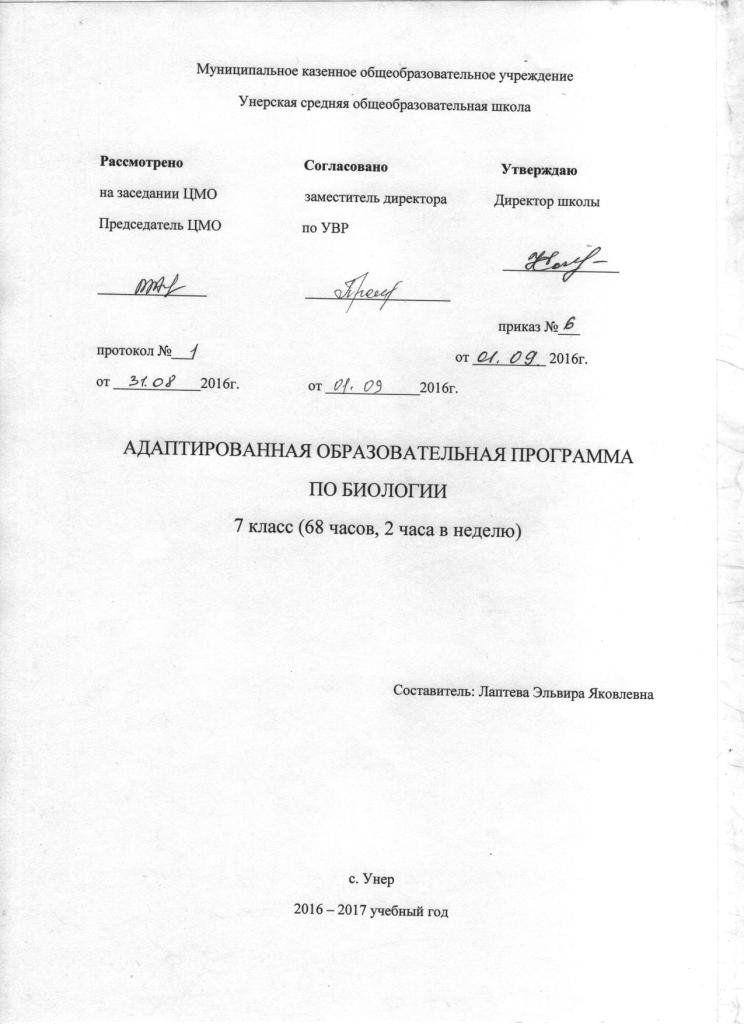 Муниципальное казенное общеобразовательное учреждение
Унерская средняя общеобразовательная школа
Рассмотрено Согласовано Утверждаю
на заседании ЦМО заместитель директора Директор школы
Председатель ЦМО по УВР
приказ № 6
протокол № 1 от 01.09 2016г.
от 31.08 2016г. от 01.09 2016г.
АДАПТИРОВАННАЯ ОБРАЗОВАТЕЛЬНАЯ ПРОГРАММА
ПО БИОЛОГИИ
7 класс (68 часов, 2 часа в неделю)
Составитель: Лаптева Эльвира Яковлевна
с. Унер
2016 – 2017 учебный год